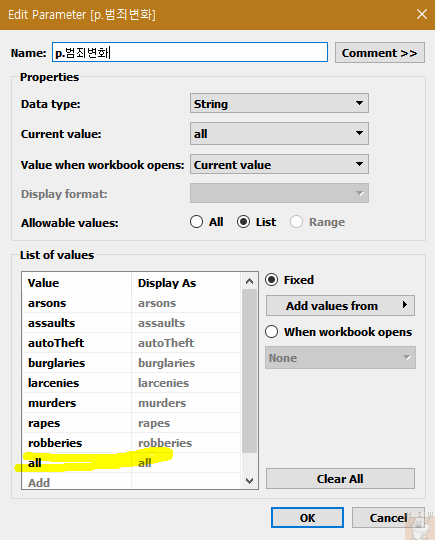 Edit Parameter [p.범죄변화]
Name: p.범죄변화 Comment >>
Properties
Data type: String
Current value: all
Value when workbook opens: Current value
Display format:
Allowable values: All List Range
List of values
Value Display As
arsons arsons
assaults assaults
autoTheft autoTheft
burglaries burglaries
larcenies larcenies
murders murders
rapes rapes
robberies robberies
all all
Add
Fixed
Add values from
When workbook opens
None
Clear All
OK Cancel